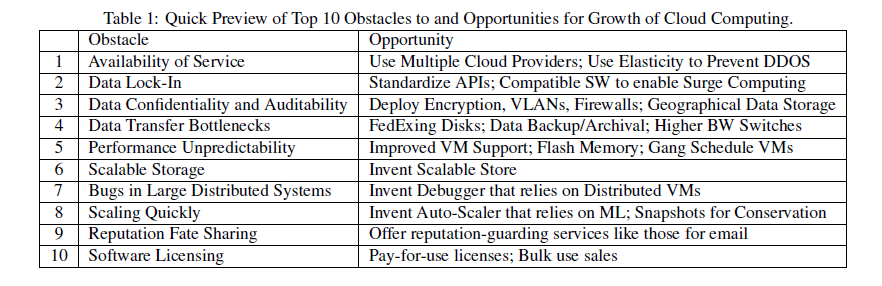 Table 1: Quick Preview of Top 10 Obstacles to and Opportunities for Growth of Cloud Computing.
Obstacle Opportunity
1 Availability of Service Use Multiple Cloud Providers; Use Elasticity to Prevent DDOS
2 Data Lock-In Standardize APIs; Compatible SW to enable Surge Computing
3 Data Confidentiality and Auditability Deploy Encryption, VLANs, Firewalls; Geographical Data Storage
4 Data Transfer Bottlenecks FedExing Disks; Data Backup/Archival; Higher BW Switches
5 Performance Unpredictability Improved VM Support; Flash Memory; Gang Schedule VMs
6 Scalable Storage Invent Scalable Store
7 Bugs in Large Distributed Systems Invent Debugger that relies on Distributed VMs
8 Scaling Quickly Invent Auto-Scaler that relies on ML; Snapshots for Conservation
9 Reputation Fate Sharing Offer reputation-guarding services like those for email
10 Software Licensing Pay-for-use licenses; Bulk use sales